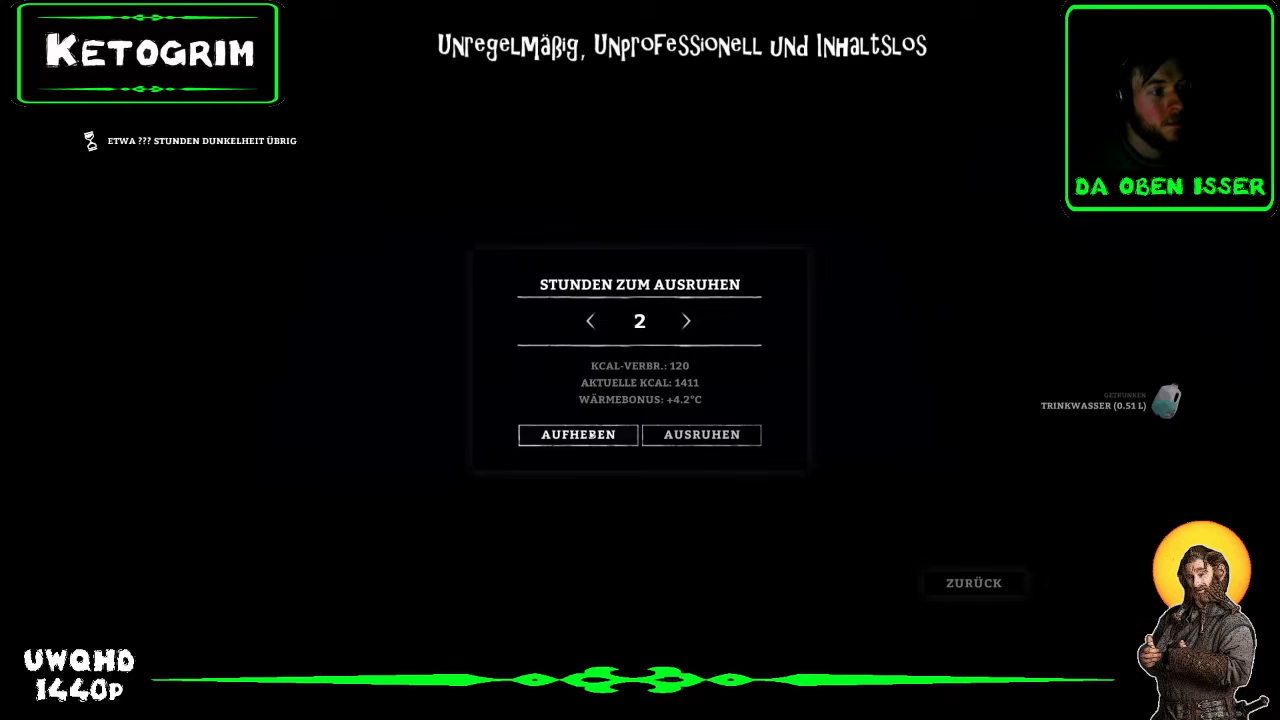 KETOGRIM
Unregelmäßig, Unprofessionell und Inhaltslos
ETWA ??? STUNDEN DUNKELHEIT ÜBRIG
DA OBEN ISSER
STUNDEN ZUM AUSRUHEN
2
KCAL-VERBR.: 120
AKTUELLE KCAL: 1411
WÄRMEBONUS: +4.2°C
GETRUNKEN
TRINKWASSER (0.51 L)
AUFHEBEN AUSRUHEN
ZURÜCK
UWQHD
1440p